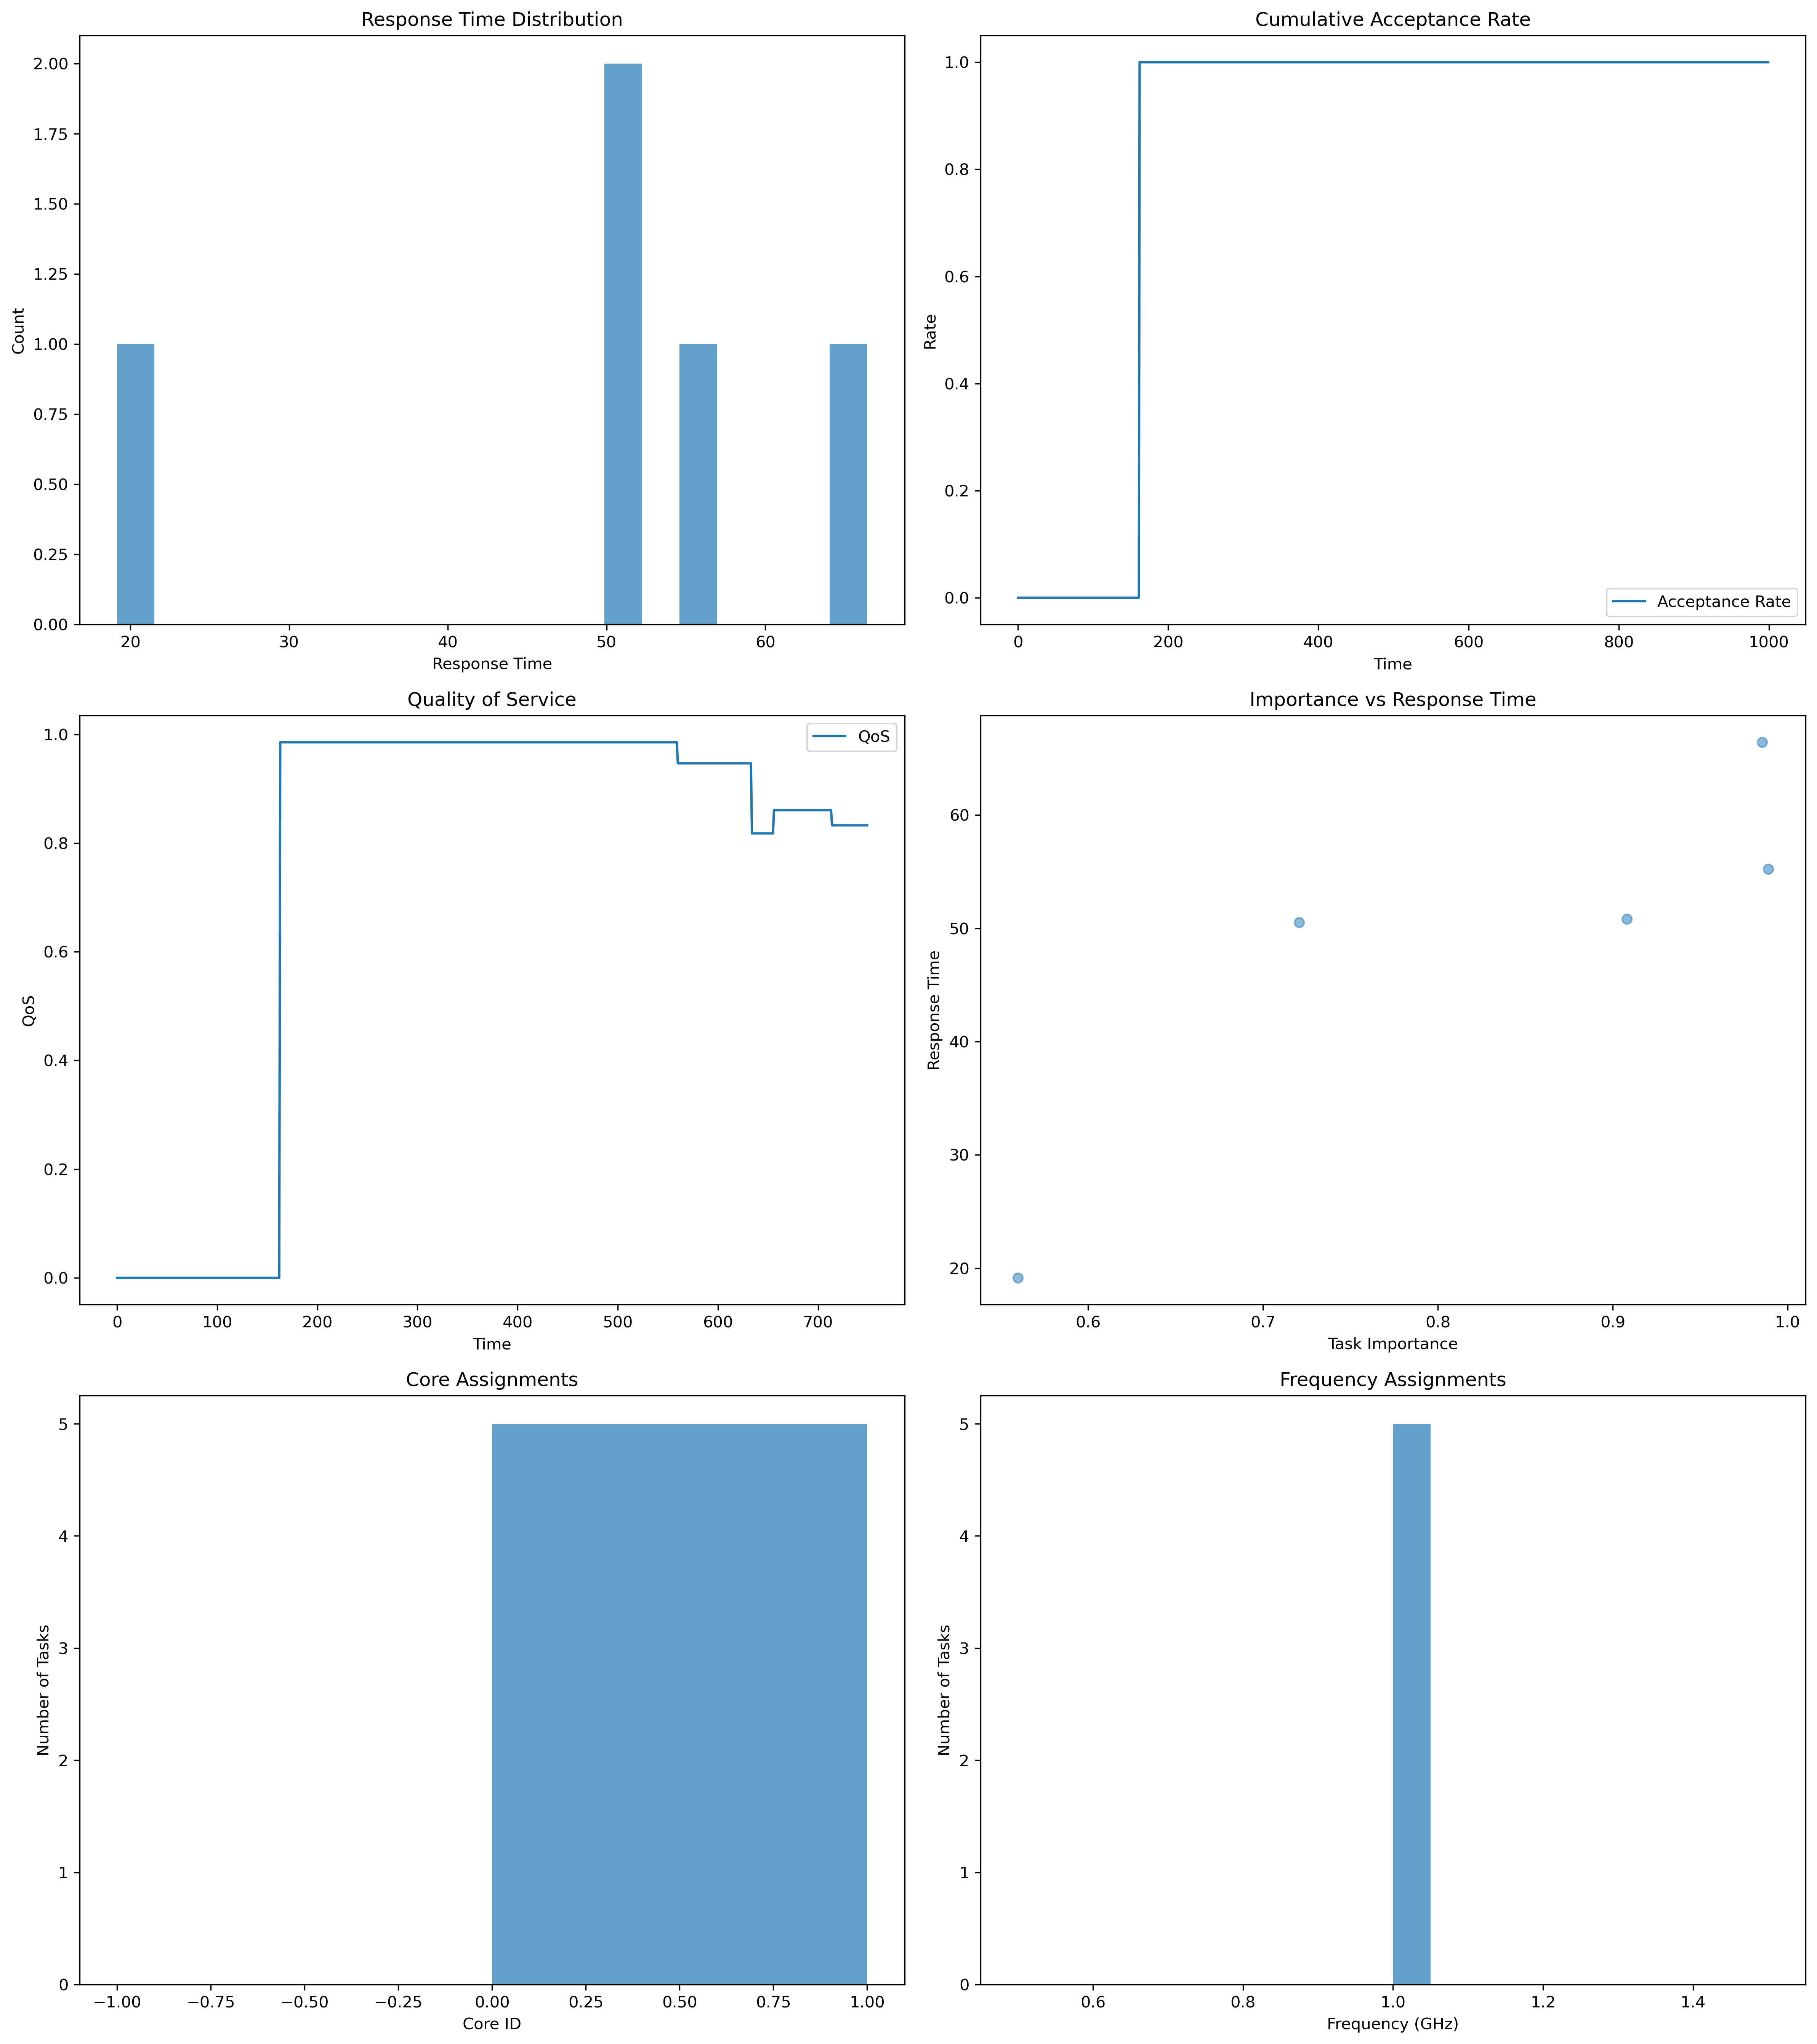 Response Time Distribution
2.00
1.75
1.50
1.25
1.00
0.75
0.50
0.25
0.00
Count
20 30 40 50 60
Response Time
Cumulative Acceptance Rate
1.0
0.8
0.6
0.4
0.2
0.0
Rate
Acceptance Rate
0 200 400 600 800 1000
Time
Quality of Service
1.0
0.8
0.6
0.4
0.2
0.0
QoS
QoS
0 100 200 300 400 500 600 700
Time
Importance vs Response Time
60
50
40
30
20
Response Time
0.6 0.7 0.8 0.9 1.0
Task Importance
Core Assignments
5
4
3
2
1
0
Number of Tasks
−1.00 −0.75 −0.50 −0.25 0.00 0.25 0.50 0.75 1.00
Core ID
Frequency Assignments
5
4
3
2
1
0
Number of Tasks
0.6 0.8 1.0 1.2 1.4
Frequency (GHz)